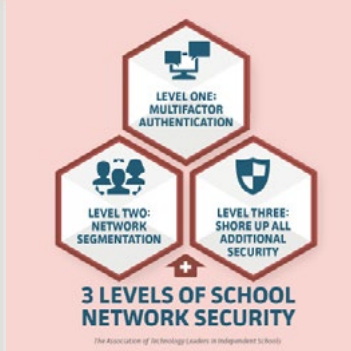 LEVEL ONE:
MULTIFACTOR
AUTHENTICATION
LEVEL TWO:
NETWORK
SEGMENTATION
LEVEL THREE:
SHORE UP ALL
ADDITIONAL
SECURITY
3 LEVELS OF SCHOOL
NETWORK SECURITY
The Association of Technology Leaders in Independent Schools